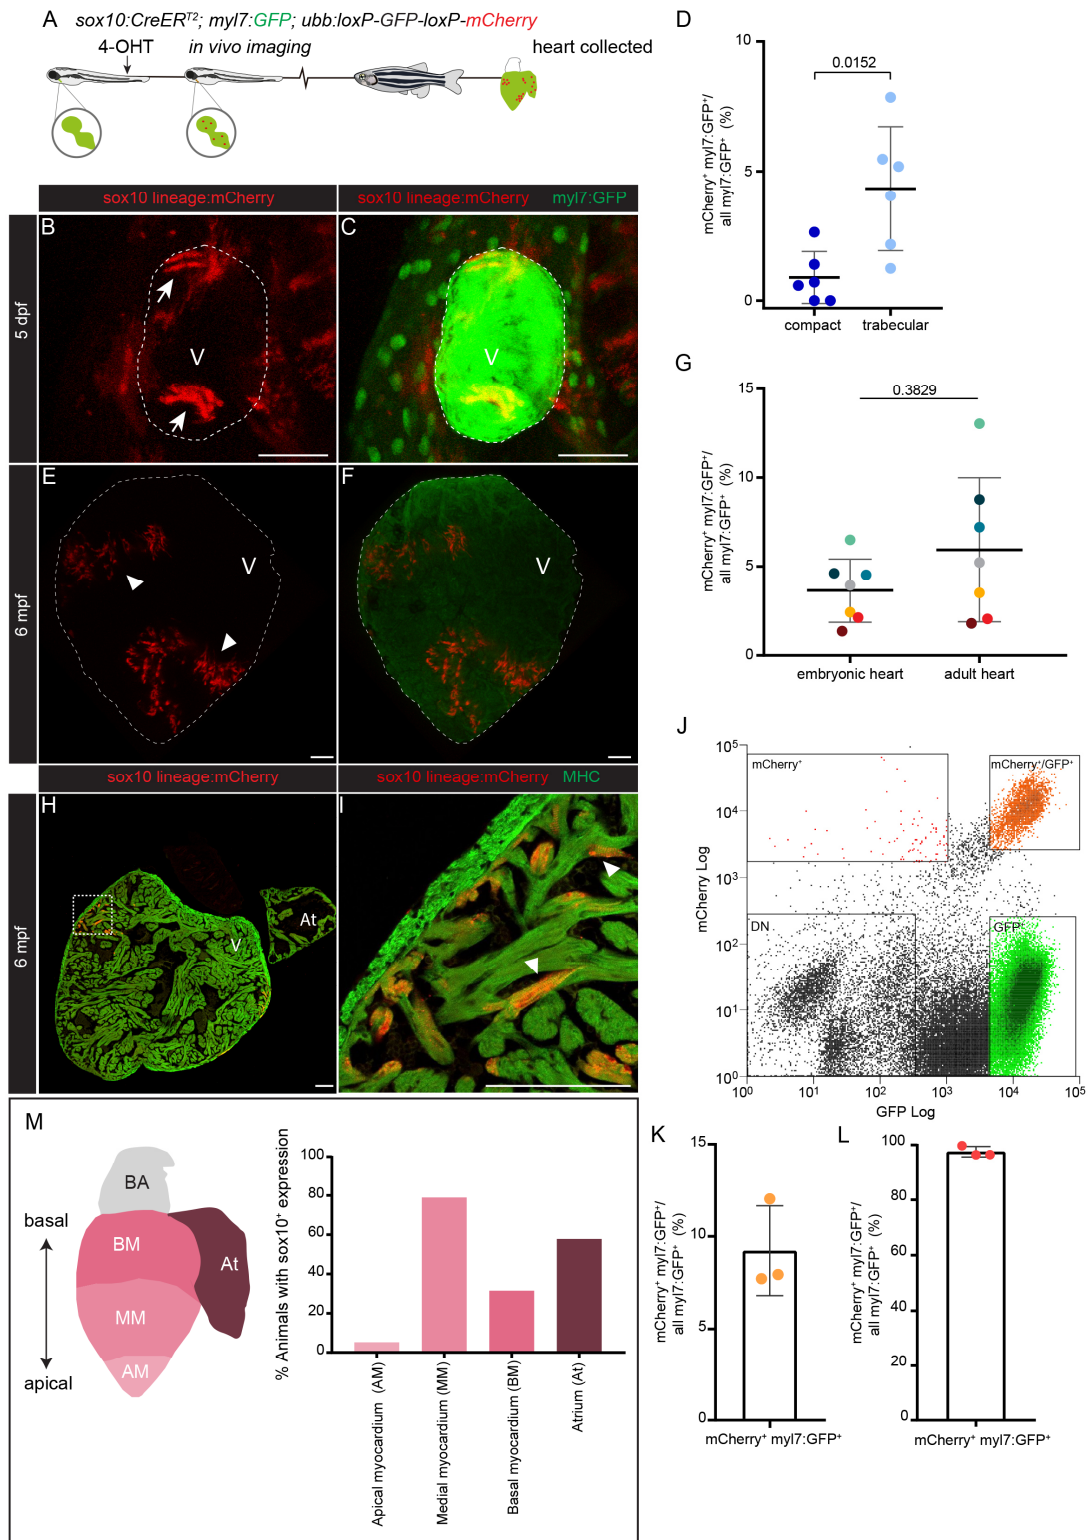 A
sox10:CreERT2; myl7:GFP; ubb:loxP-GFP-loxP-mCherry
4-OHT
in vivo imaging
heart collected
sox10 lineage:mCherry
sox10 lineage:mCherry myl7:GFP
5 dpf
B
V
C
V
6 mpf
E
V
F
V
sox10 lineage:mCherry
sox10 lineage:mCherry MHC
6 mpf
H
V
At
I
D
mCherry+ myl7:GFP+/
all myl7:GFP+ (%)
10
5
0
0.0152
compact
trabecular
G
mCherry+ myl7:GFP+/
all myl7:GFP+ (%)
15
10
5
0
0.3829
embryonic heart
adult heart
J
mCherry Log
10⁵
10⁴
10³
10²
10¹
10⁰
mCherry⁺
mCherry⁺/GFP⁺
DN
GFP
10⁰
10¹
10²
10³
10⁴
10⁵
GFP Log
K
mCherry+ myl7:GFP+/
all myl7:GFP+ (%)
15
10
5
0
mCherry+ myl7:GFP+
L
mCherry+ myl7:GFP+/
all myl7:GFP+ (%)
100
80
60
40
20
0
mCherry+ myl7:GFP+
M
basal
apical
BA
BM
At
MM
AM
% Animals with sox10+ expression
100
80
60
40
20
0
Apical myocardium (AM)
Medial myocardium (MM)
Basal myocardium (BM)
Atrium (At)